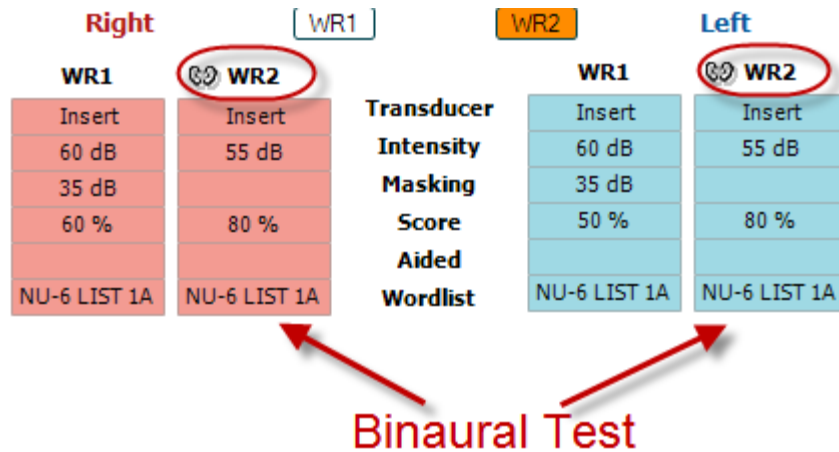 Right WR1 WR2 Left
WR1 WR2 WR1 WR2
Insert Insert Transducer Insert Insert
60 dB 55 dB Intensity 60 dB 55 dB
35 dB Masking 35 dB
60 % 80 % Score 50 % 80 %
Aided
NU-6 LIST 1A NU-6 LIST 1A Wordlist NU-6 LIST 1A NU-6 LIST 1A
Binaural Test